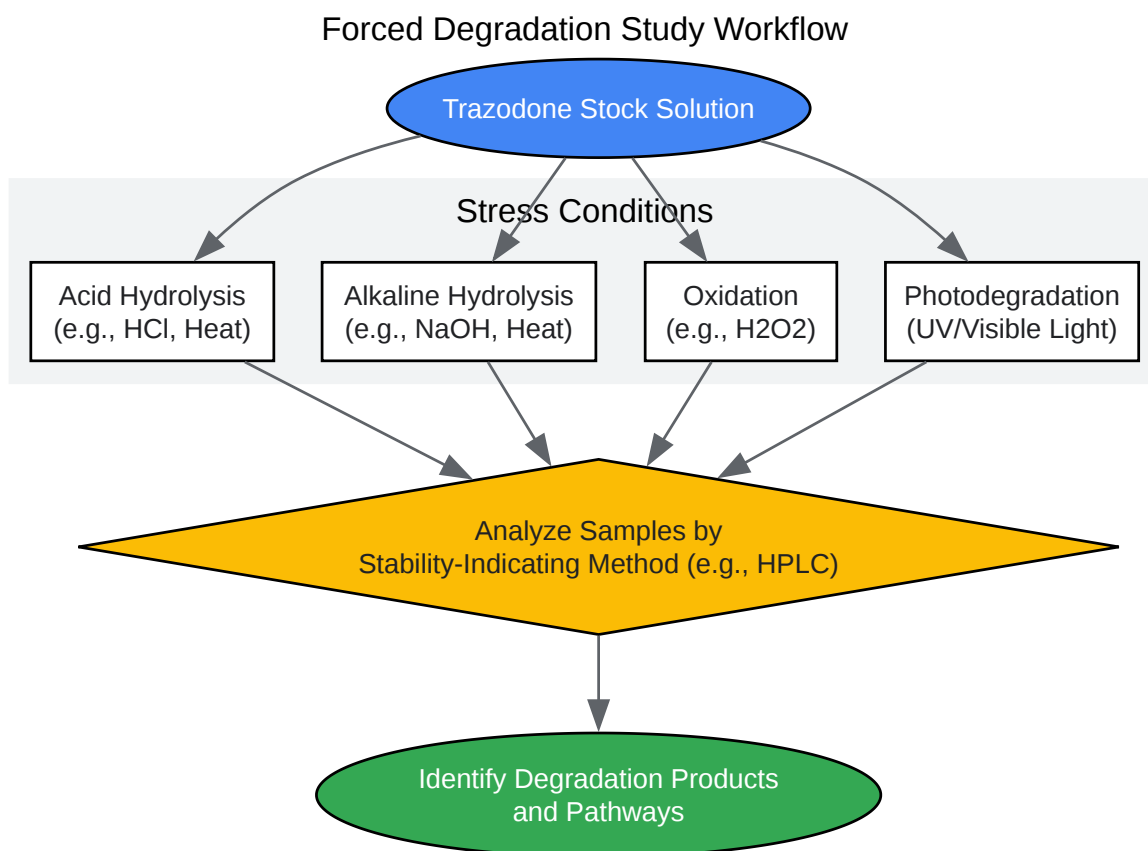 Forced Degradation Study Workflow
Trazodone Stock Solution
Stress Conditions
Acid Hydrolysis
(e.g., HCl, Heat)
Alkaline Hydrolysis
(e.g., NaOH, Heat)
Oxidation
(e.g., H2O2)
Photodegradation
(UV/Visible Light)
Analyze Samples by
Stability-Indicating Method (e.g., HPLC)
Identify Degradation Products
and Pathways